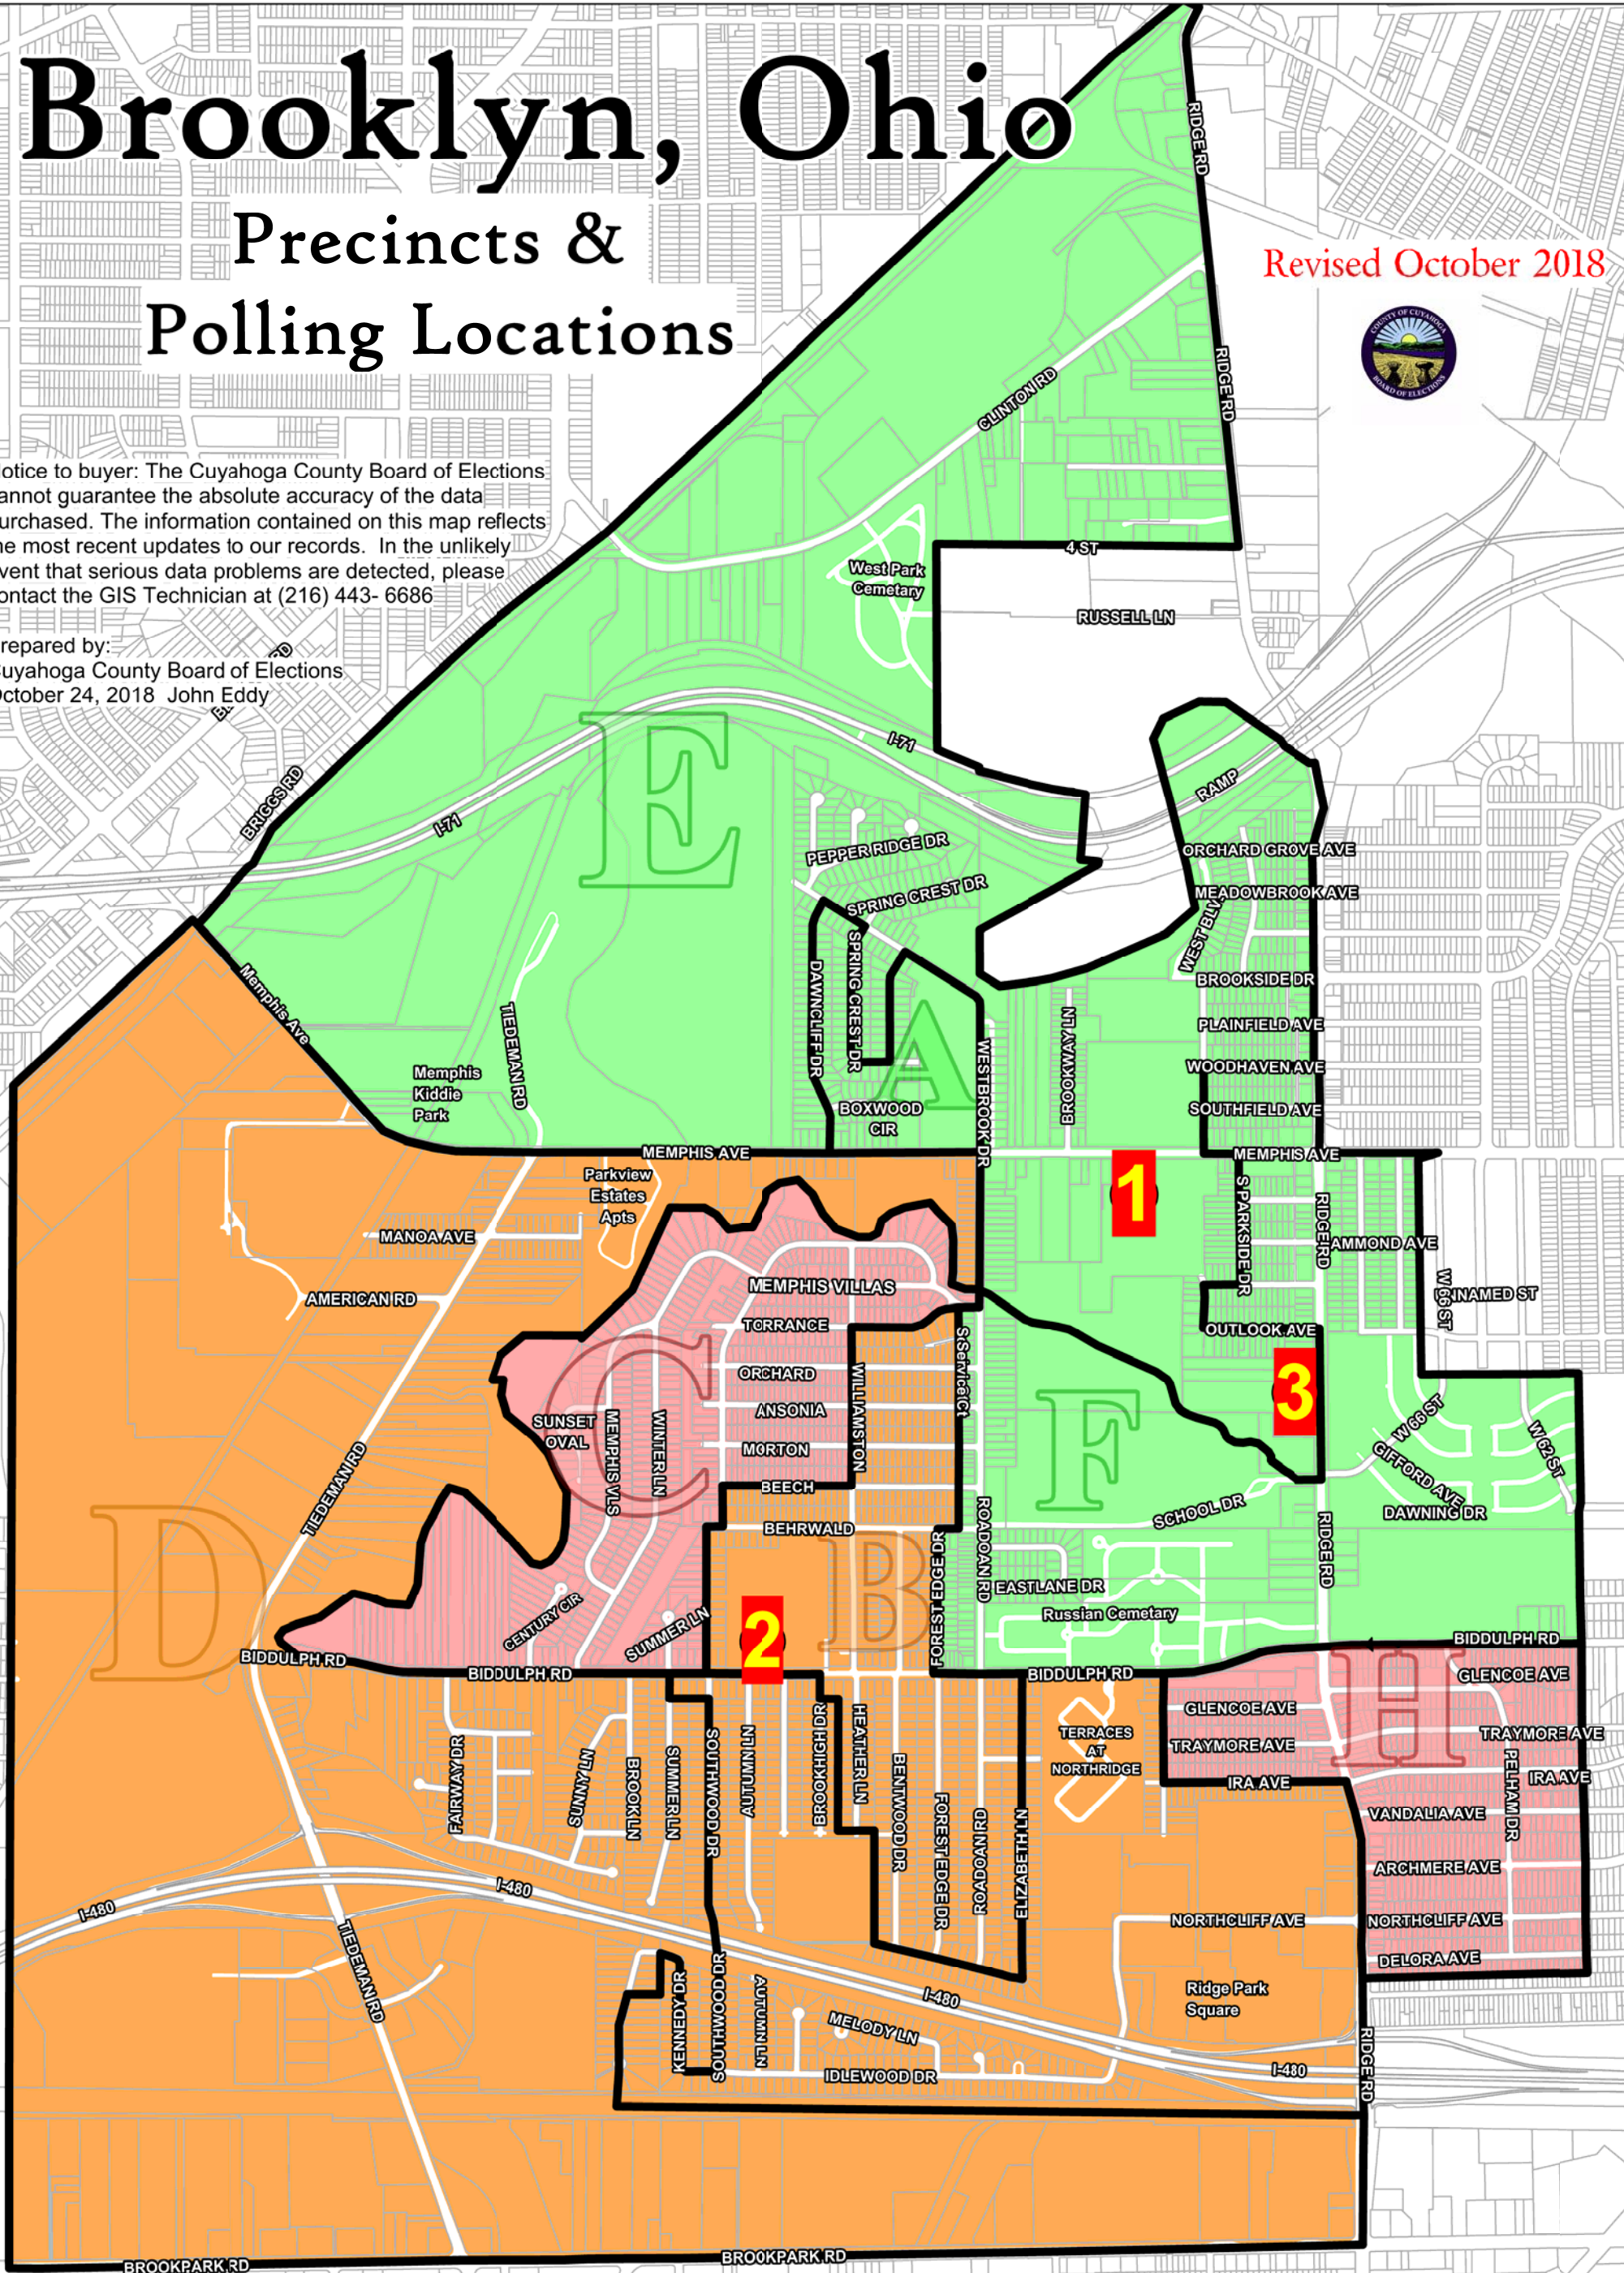 Brooklyn, Ohio
Precincts &
Polling Locations
Revised October 2018
COUNTY OF CUYAHOGA
BOARD OF ELECTIONS
otice to buyer: The Cuyahoga County Board of Elections
annot guarantee the absolute accuracy of the data
urchased. The information contained on this map reflects
he most recent updates to our records. In the unlikely
vent that serious data problems are detected, please
ontact the GIS Technician at (216) 443- 6686
repared by:
uyahoga County Board of Elections
October 24, 2018 John Eddy
RIDGE RD
RIDGE RD
CLINTON RD
4 ST
West Park
Cemetary
RUSSELL LN
I-71
E
BRIGGS RD
I-71
RAMP
PEPPER RIDGE DR
ORCHARD GROVE AVE
SPRING CREST DR
MEADOWBROOK AVE
WEST BLV
SPRING CREST DR
DAWNCLIFF DR
BROOKSIDE DR
Memphis Ave
TIEDEMAN RD
A
PLAINFIELD AVE
WESTBROOK DR
BROOKWAY LN
WOODHAVEN AVE
Memphis
Kiddie
Park
BOXWOOD
CIR
SOUTHFIELD AVE
MEMPHIS AVE
MEMPHIS AVE
Parkview
Estates
Apts
1
S PARKSIDE DR
RIDGE RD
MANOA AVE
AMMOND AVE
MEMPHIS VILLAS
W 66 ST
UNNAMED ST
AMERICAN RD
TORRANCE
OUTLOOK AVE
ORCHARD
WILLIAMSTON
3
C
ANSONIA
F
SUNSET
OVAL
MEMPHIS VLS
WINTER LN
MORTON
W 66 ST
W 62 ST
GIFFORD AVE
BEECH
TIEDEMAN RD
SCHOOL DR
DAWNING DR
BEHRWALD
ROADOAN RD
RIDGE RD
D
B
FOREST EDGE DR
EASTLANE DR
Russian Cemetary
CENTURY CIR
SUMMER LN
2
BIDDULPH RD
BIDDULPH RD
BIDDULPH RD
BIDDULPH RD
GLENCOE AVE
H
GLENCOE AVE
TERRACES
AT
NORTHRIDGE
TRAYMORE AVE
TRAYMORE AVE
FAIRWAY DR
SUNNY LN
BROOK LN
SUMMER LN
SOUTHWOOD DR
AUTUMN LN
BROOKHIGH DR
HEATHER LN
BENTWOOD DR
FOREST EDGE DR
ROADOAN RD
ELIZABETH LN
IRA AVE
IRA AVE
PELHAM DR
VANDALIA AVE
ARCHMERE AVE
I-480
I-480
NORTHCLIFF AVE
NORTHCLIFF AVE
TIEDEMAN RD
DELORA AVE
KENNEDY DR
SOUTHWOOD DR
AUTUMN LN
I-480
Ridge Park
Square
MELODY LN
IDLEWOOD DR
I-480
RIDGE RD
BROOKPARK RD
BROOKPARK RD